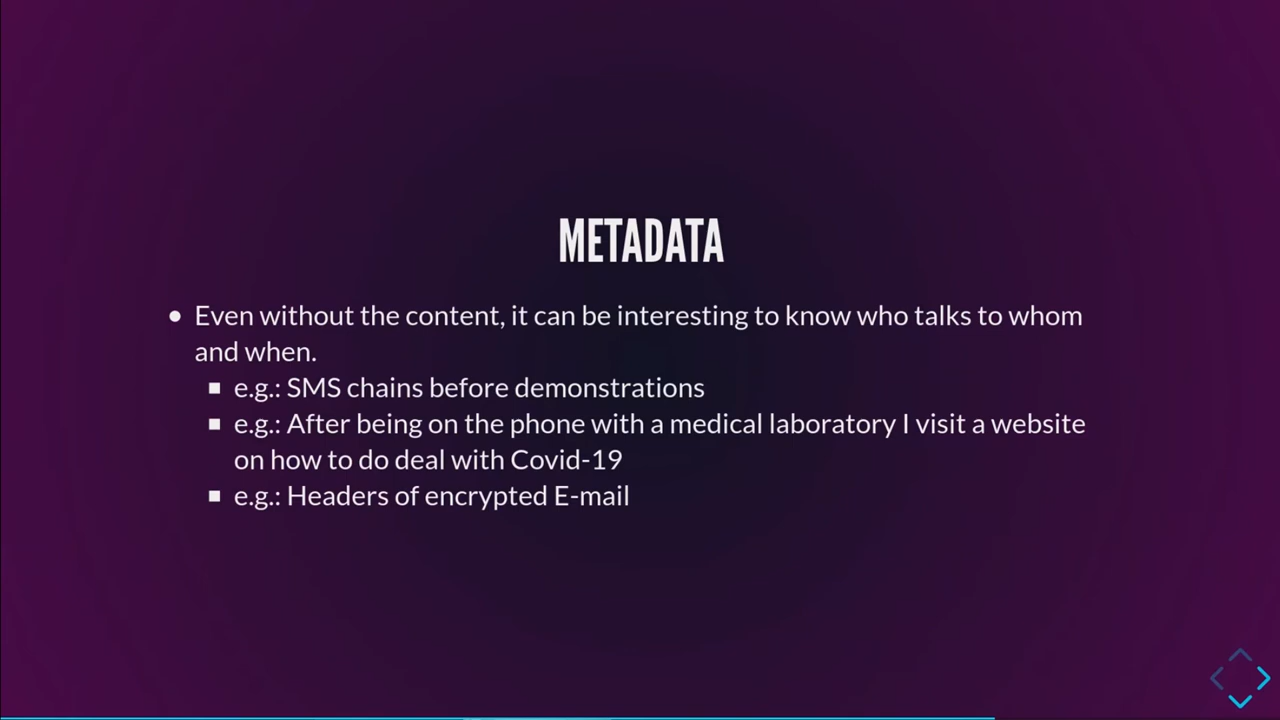 METADATA
• Even without the content, it can be interesting to know who talks to whom
and when.
▪ e.g.: SMS chains before demonstrations
▪ e.g.: After being on the phone with a medical laboratory I visit a website
on how to do deal with Covid-19
▪ e.g.: Headers of encrypted E-mail